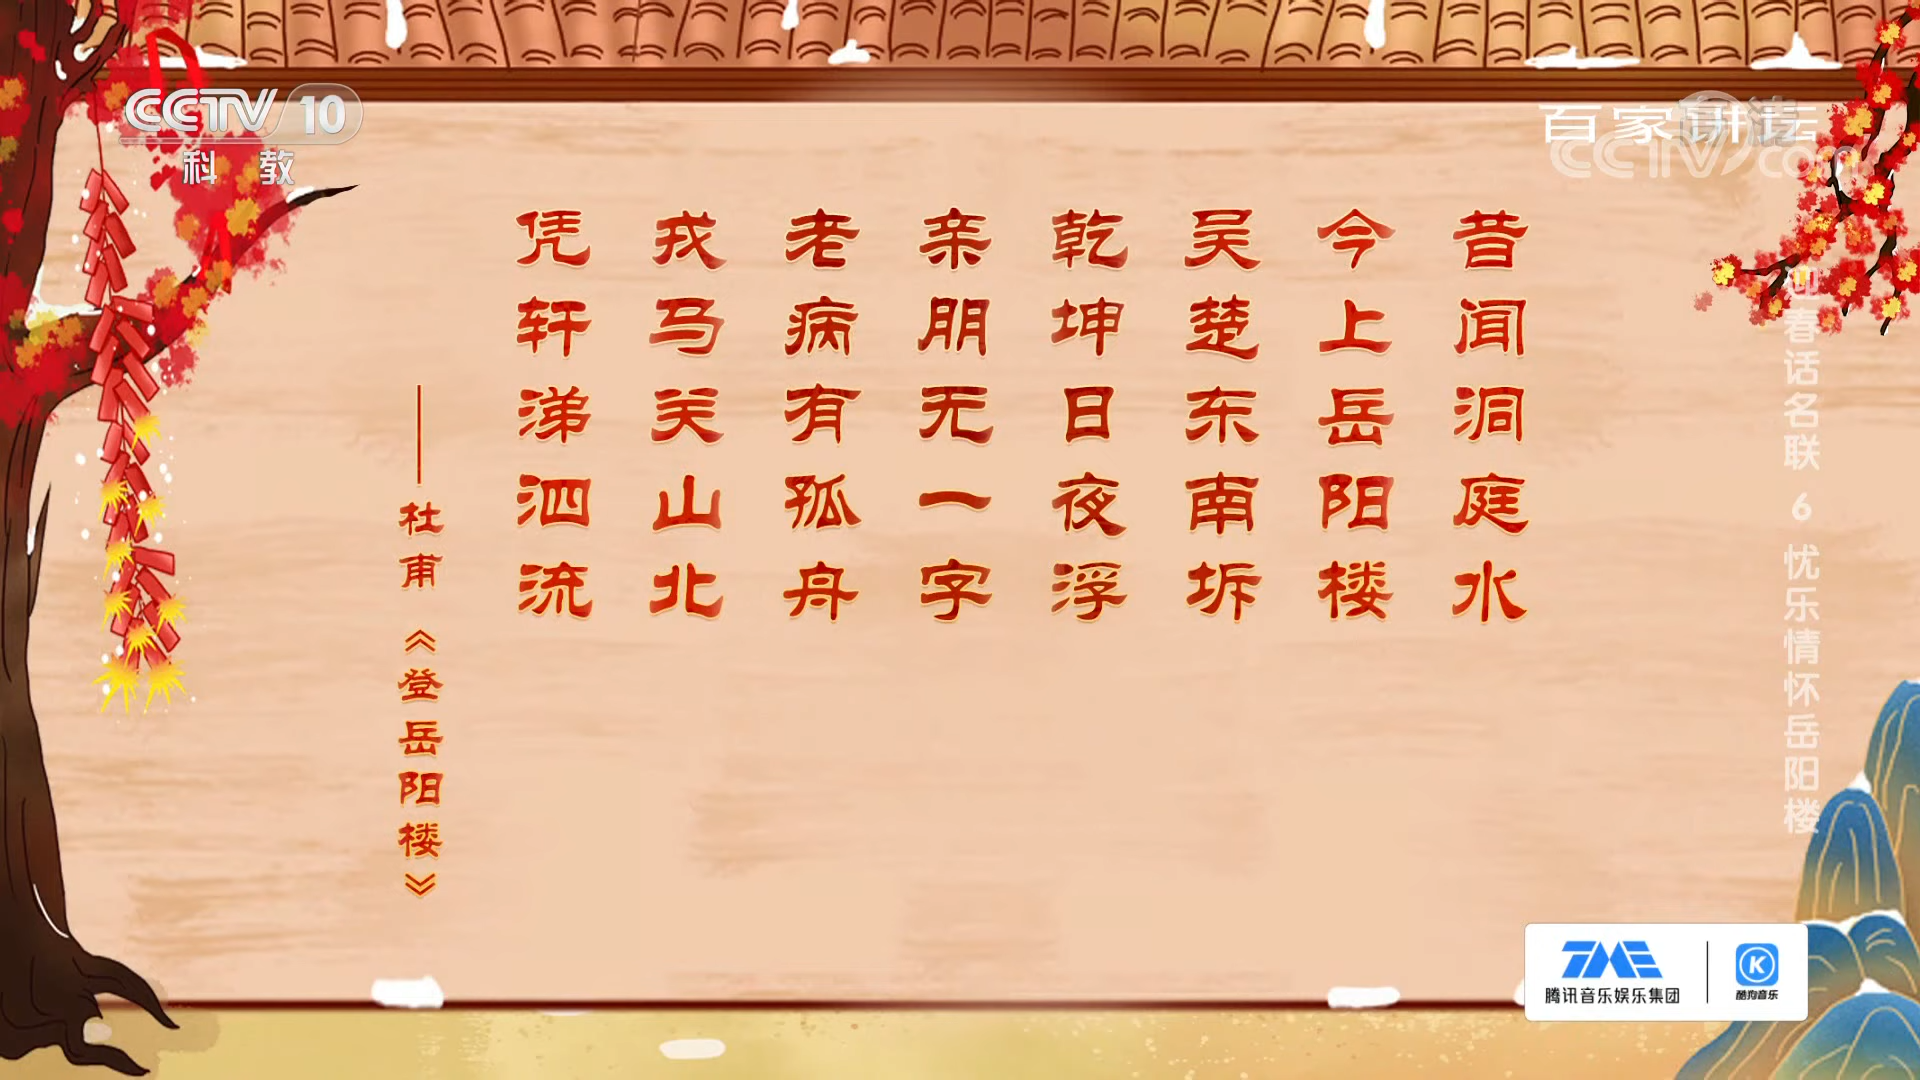 CCTV 10
科 教
百家讲坛
CCTV.com
昔闻洞庭水
今上岳阳楼
吴楚东南坼
乾坤日夜浮
亲朋无一字
老病有孤舟
戎马关山北
凭轩涕泗流
——杜甫《登岳阳楼》
迎春话名联 6 忧乐情怀岳阳楼
TME
腾讯音乐娱乐集团
K
酷狗音乐